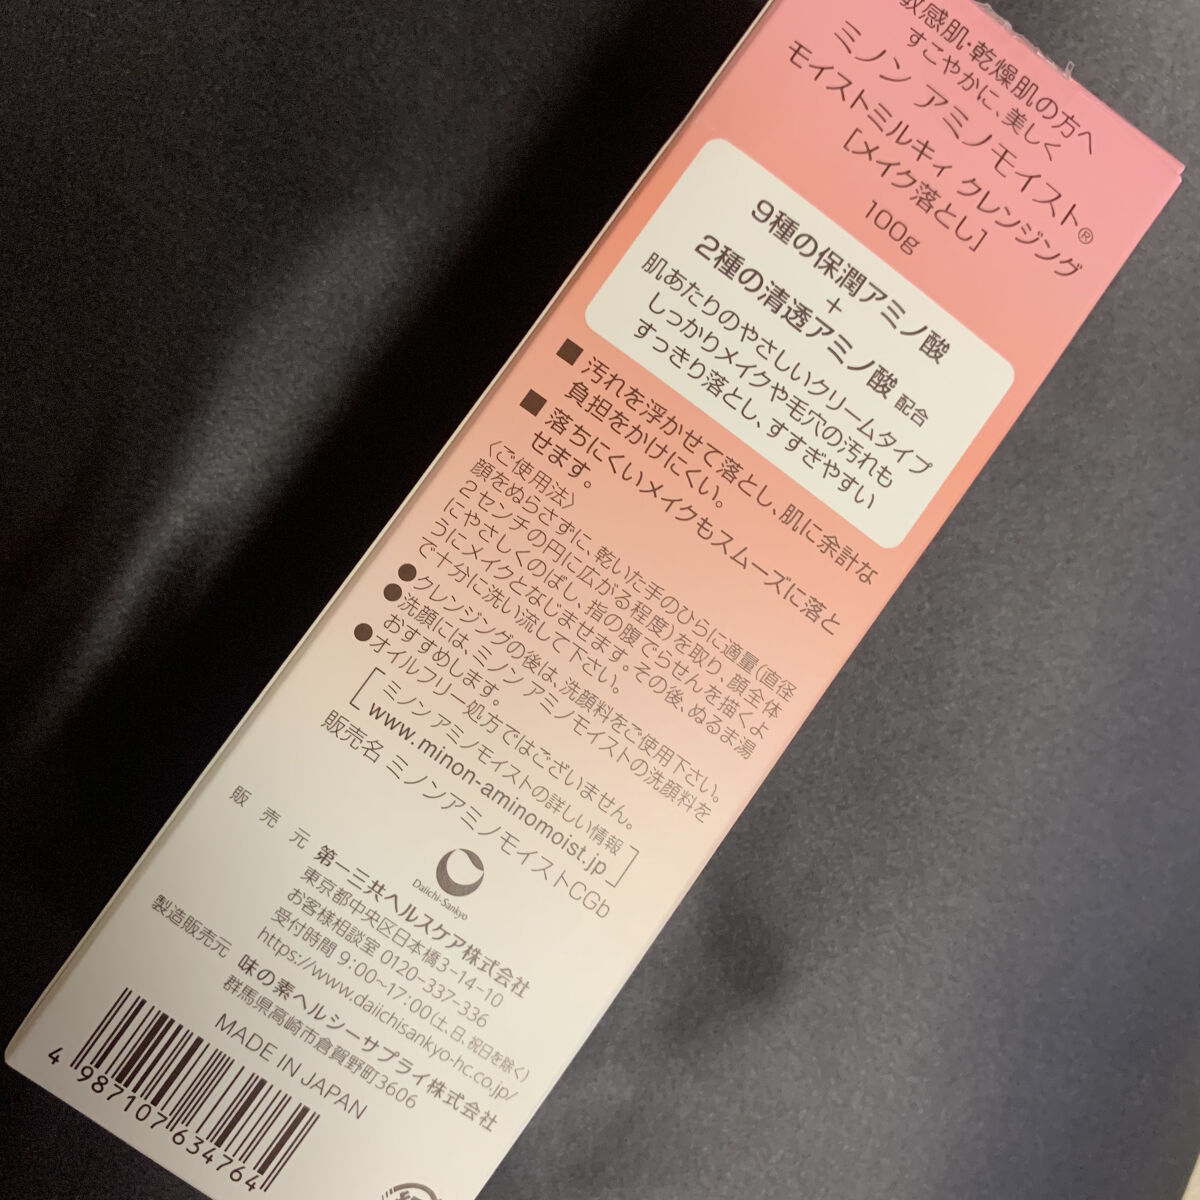 敏感肌・乾燥肌の方へ
すこやかに、美しく
ミノン アミノモイスト®
モイストミルキィ クレンジング
[メイク落とし]
100g
9種の保潤アミノ酸
+
2種の清透アミノ酸 配合
肌あたりのやさしいクリームタイプ
しっかりメイクや毛穴の汚れも
すっきり落とし、すすぎやすい
■汚れを浮かせて落とし、肌に余計な
負担をかけにくい。
■落ちにくいメイクもスムーズに落と
せます。
〈ご使用法〉
顔をぬらさずに、乾いた手のひらに適量(直径
2センチの円に広がる程度)を取り、顔全体
にやさしくのばし、指の腹でらせんを描くよ
うにメイクとなじませます。その後、ぬるま湯
で十分に洗い流して下さい。
●クレンジングの後は、洗顔料をご使用下さい。
●洗顔には、ミノンアミノモイストの洗顔料を
おすすめします。
●オイルフリー処方ではございません。
[ミノンアミノモイストの詳しい情報
www.minon-aminomoist.jp]
販売名 ミノンアミノモイストCGb
Daiichi-Sankyo
販売元 第一三共ヘルスケア株式会社
東京都中央区日本橋3-14-10
お客様相談室 0120-337-336
受付時間 9:00~17:00(土、日、祝日を除く)
https://www.daiichisankyo-hc.co.jp/
製造販売元 味の素ヘルシーサプライ株式会社
群馬県高崎市倉賀野町3606
MADE IN JAPAN
4 987107 634764